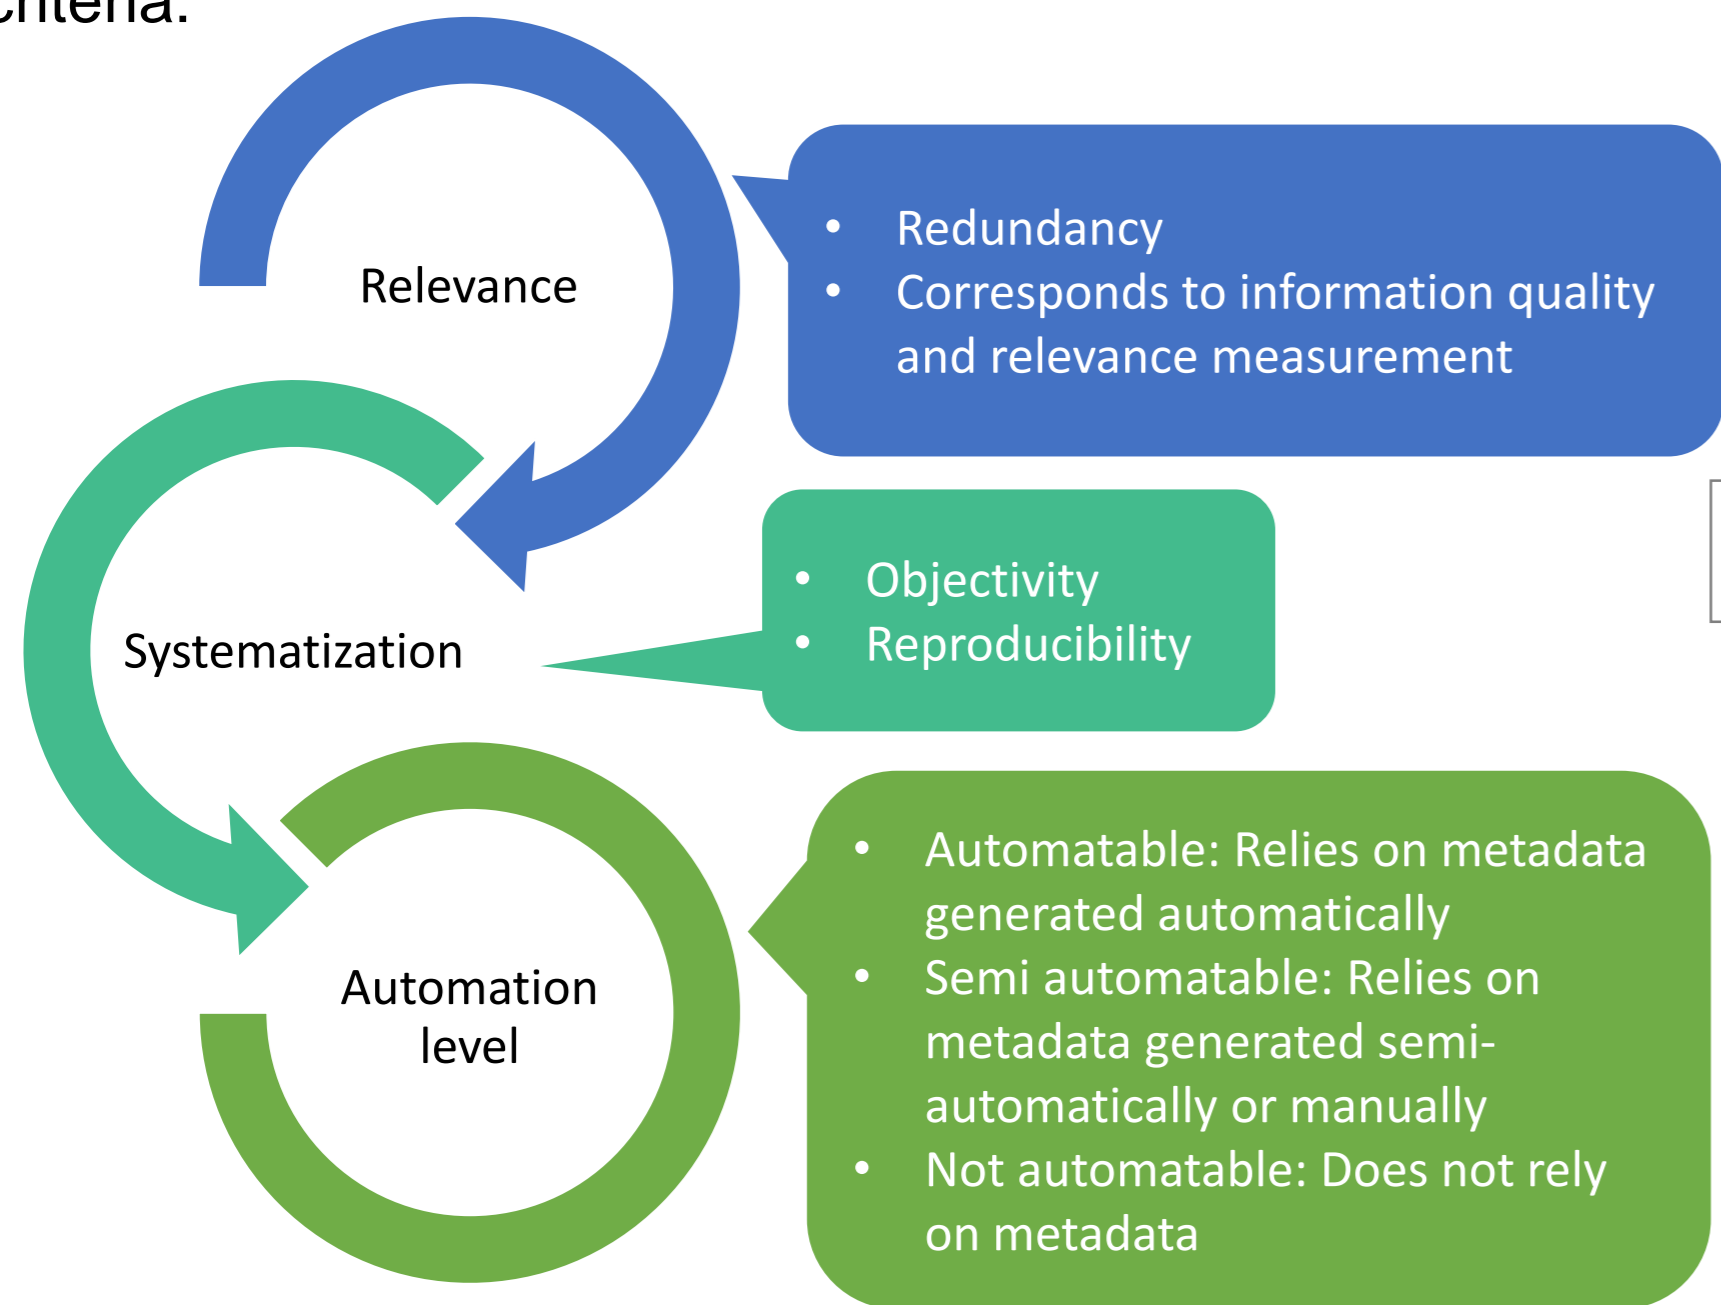 criteria:
Relevance
• Redundancy
• Corresponds to information quality
and relevance measurement
Systematization
• Objectivity
• Reproducibility
Automation
level
• Automatable: Relies on metadata
generated automatically
• Semi automatable: Relies on
metadata generated semi-
automatically or manually
• Not automatable: Does not rely
on metadata